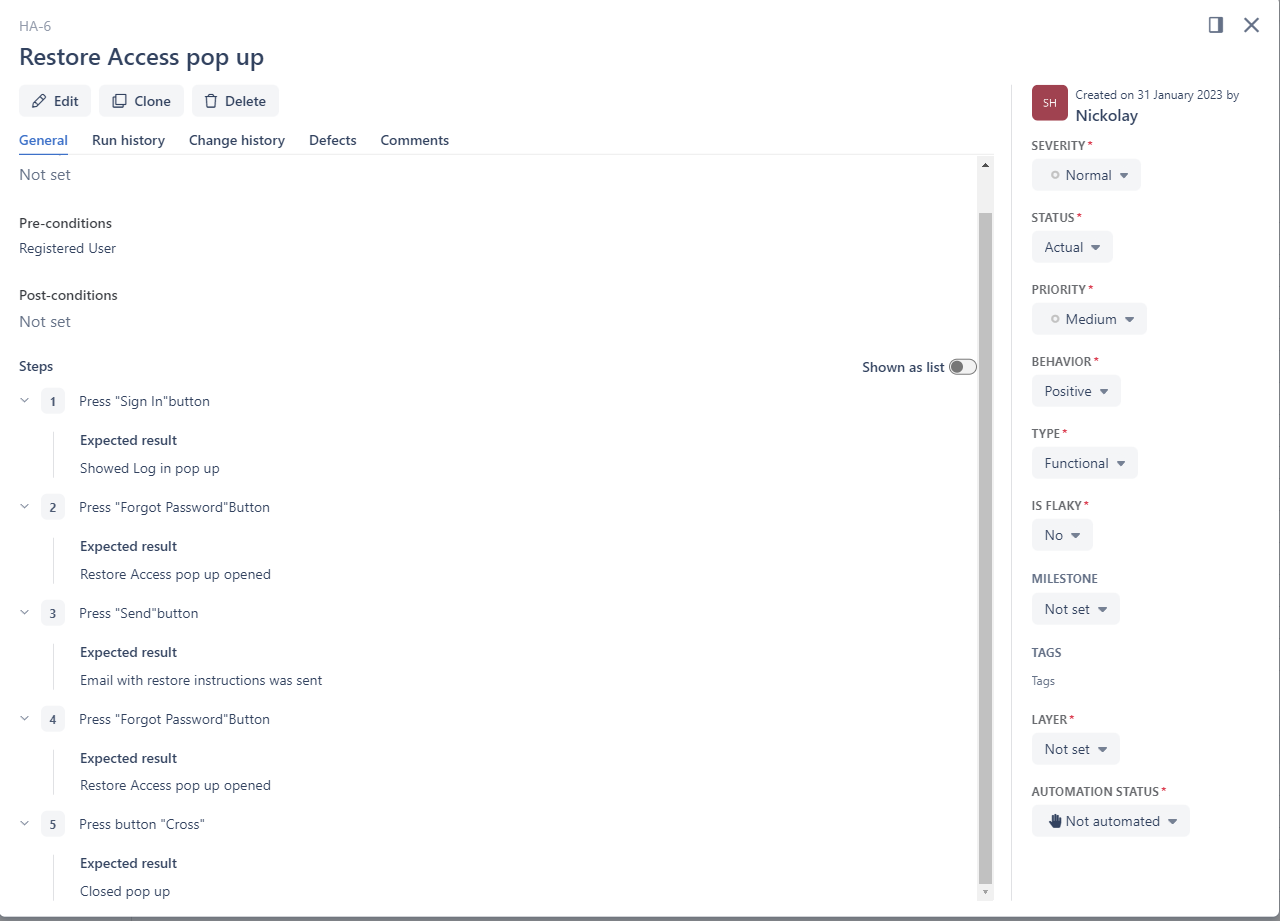 HA-6
Restore Access pop up
Edit
Clone
Delete
General
Run history
Change history
Defects
Comments
Not set
Pre-conditions
Registered User
Post-conditions
Not set
Steps
Shown as list
1 Press "Sign In"button
Expected result
Showed Log in pop up
2 Press "Forgot Password"Button
Expected result
Restore Access pop up opened
3 Press "Send"button
Expected result
Email with restore instructions was sent
4 Press "Forgot Password"Button
Expected result
Restore Access pop up opened
5 Press button "Cross"
Expected result
Closed pop up
SH
Created on 31 January 2023 by
Nickolay
SEVERITY*
Normal
STATUS*
Actual
PRIORITY*
Medium
BEHAVIOR*
Positive
TYPE*
Functional
IS FLAKY*
No
MILESTONE
Not set
TAGS
Tags
LAYER*
Not set
AUTOMATION STATUS*
Not automated